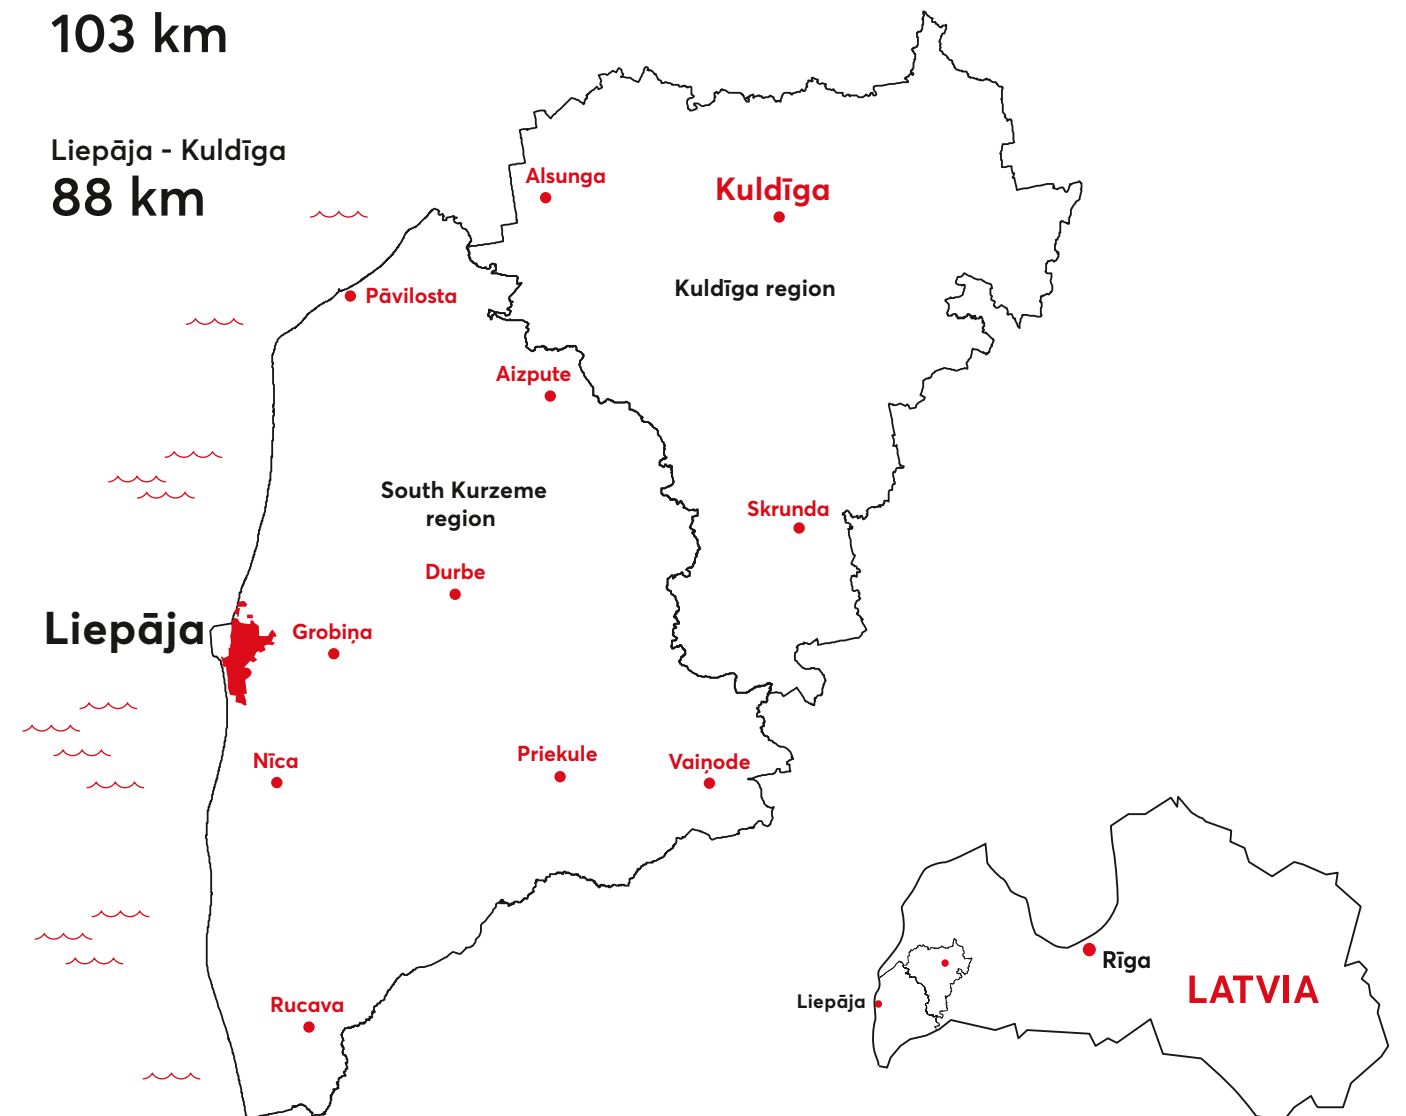 103 km
Liepāja - Kuldīga
88 km
Alsunga
Kuldīga
Kuldīga region
Pāvilosta
Aizpute
South Kurzeme
region
Skrunda
Durbe
Liepāja
Grobiņa
Nīca
Priekule
Vaiņode
Rīga
LATVIA
Liepāja
Rucava